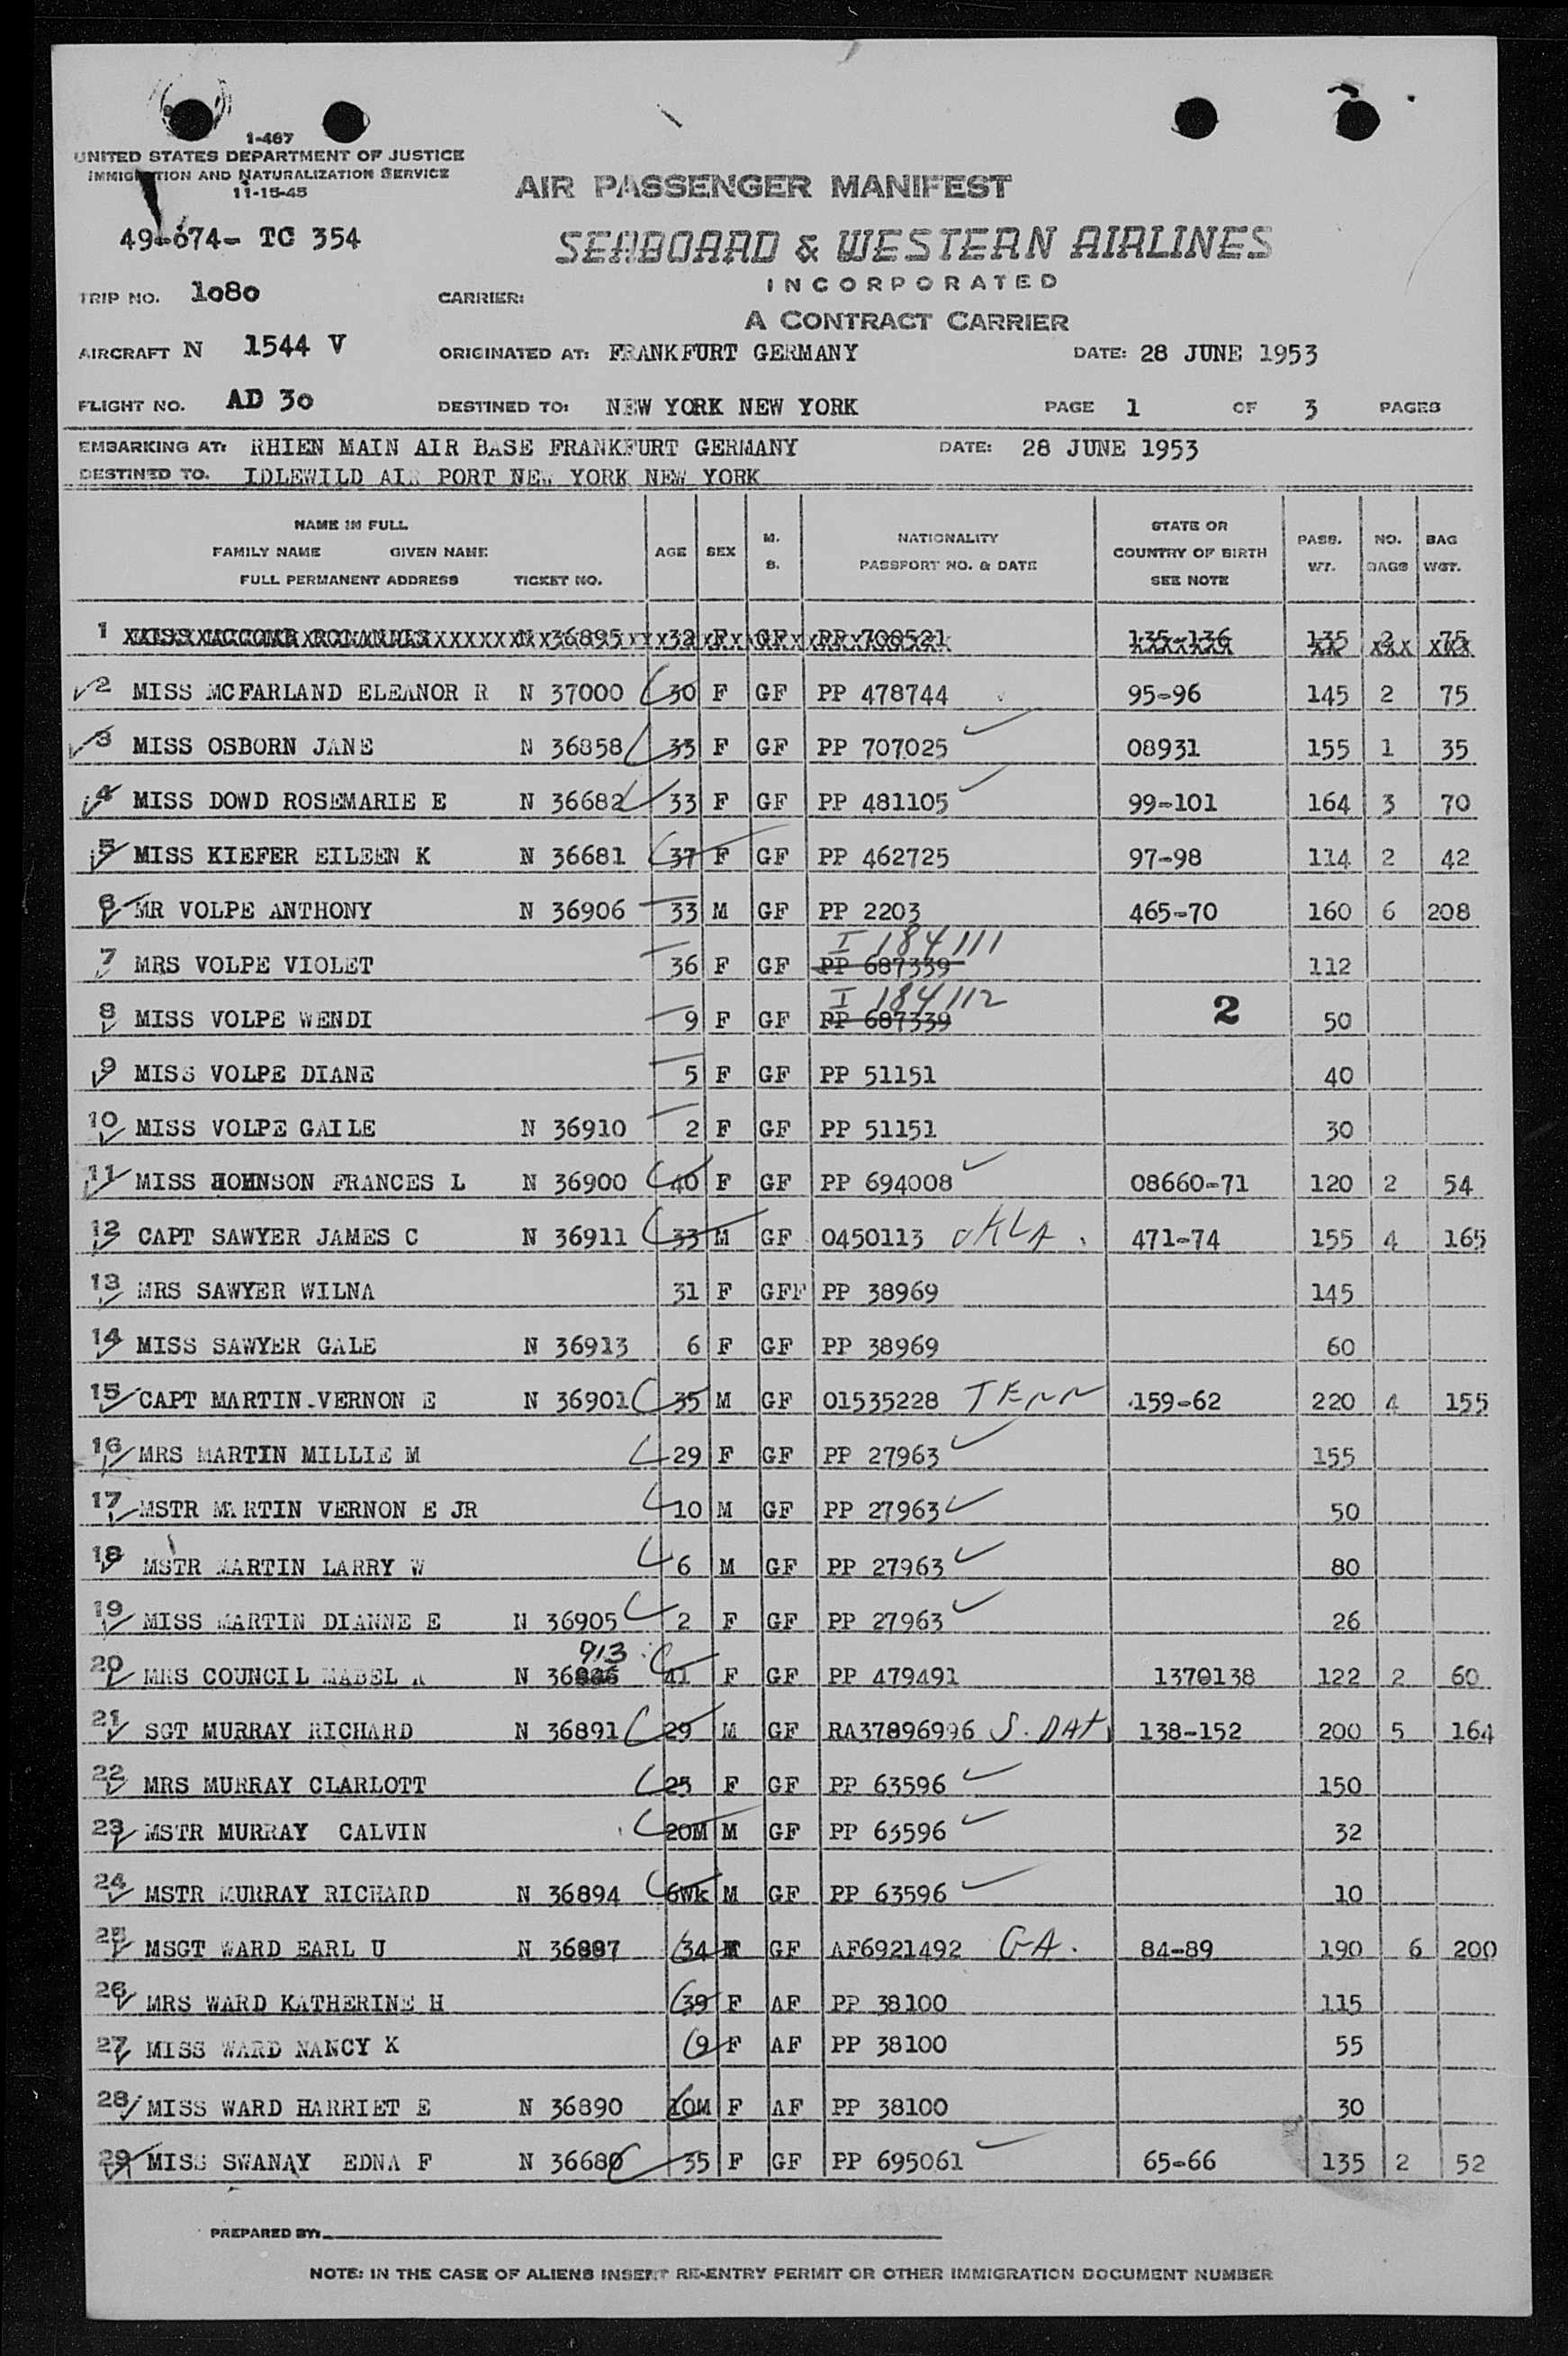 1-467
UNITED STATES DEPARTMENT OF JUSTICE
IMMIGRATION AND NATURALIZATION SERVICE
11-15-45
AIR PASSENGER MANIFEST
49-674- TC 354
SEABOARD & WESTERN AIRLINES
INCORPORATED
TRIP NO. 1080 CARRIER:
A CONTRACT CARRIER
AIRCRAFT N 1544 V ORIGINATED AT: FRANKFURT GERMANY DATE: 28 JUNE 1953
FLIGHT NO. AD 30 DESTINED TO: NEW YORK NEW YORK PAGE 1 OF 3 PAGES
EMBARKING AT: RHIEN MAIN AIR BASE FRANKFURT GERMANY DATE: 28 JUNE 1953
DESTINED TO. IDLEWILD AIR PORT NEW YORK NEW YORK
NAME IN FULL
FAMILY NAME GIVEN NAME
FULL PERMANENT ADDRESS TICKET NO.
AGE SEX M. S. NATIONALITY PASSPORT NO. & DATE STATE OR COUNTRY OF BIRTH SEE NOTE PASS. WT. NO. BAGS BAG WGT.
1 N 36895 32 F GF PP 708521 135-136 135 2 75
2 MISS MCFARLAND ELEANOR R N 37000 30 F GF PP 478744 95-96 145 2 75
3 MISS OSBORN JANE N 36858 33 F GF PP 707025 08931 155 1 35
4 MISS DOWD ROSEMARIE E N 36682 33 F GF PP 481105 99-101 164 3 70
5 MISS KIEFER EILEEN K N 36681 37 F GF PP 462725 97-98 114 2 42
6 MR VOLPE ANTHONY N 36906 33 M GF PP 2203 465-70 160 6 208
I 184111
7 MRS VOLPE VIOLET 36 F GF PP 687339 112
I 184112
8 MISS VOLPE WENDI 9 F GF PP 687339 2 50
9 MISS VOLPE DIANE 5 F GF PP 51151 40
10 MISS VOLPE GAILE N 36910 2 F GF PP 51151 30
11 MISS HOHNSON FRANCES L N 36900 40 F GF PP 694008 08660-71 120 2 54
12 CAPT SAWYER JAMES C N 36911 33 M GF 0450113 OKLA. 471-74 155 4 165
13 MRS SAWYER WILNA 31 F GFF PP 38969 145
14 MISS SAWYER GALE N 36913 6 F GF PP 38969 60
15 CAPT MARTIN VERNON E N 36901 35 M GF 01535228 TENN 159-62 220 4 155
16 MRS MARTIN MILLIE M 29 F GF PP 27963 155
17 MSTR MARTIN VERNON E JR 10 M GF PP 27963 50
18 MSTR MARTIN LARRY W 6 M GF PP 27963 80
19 MISS MARTIN DIANNE E N 36905 2 F GF PP 27963 26
913
20 MRS COUNCIL MABEL A N 36886 41 F GF PP 479491 1370138 122 2 60
21 SGT MURRAY RICHARD N 36891 29 M GF RA37896996 S. DAK 138-152 200 5 164
22 MRS MURRAY CLARLOTT 25 F GF PP 63596 150
23 MSTR MURRAY CALVIN 20M M GF PP 63596 32
24 MSTR MURRAY RICHARD N 36894 6Wk M GF PP 63596 10
25 MSGT WARD EARL U N 36887 34 M GF AF6921492 GA. 84-89 190 6 200
26 MRS WARD KATHERINE H 39 F AF PP 38100 115
27 MISS WARD NANCY K 9 F AF PP 38100 55
28 MISS WARD HARRIET E N 36890 10M F AF PP 38100 30
29 MISS SWANAY EDNA F N 36680 35 F GF PP 695061 65-66 135 2 52
PREPARED BY:
NOTE: IN THE CASE OF ALIENS INSERT RE-ENTRY PERMIT OR OTHER IMMIGRATION DOCUMENT NUMBER